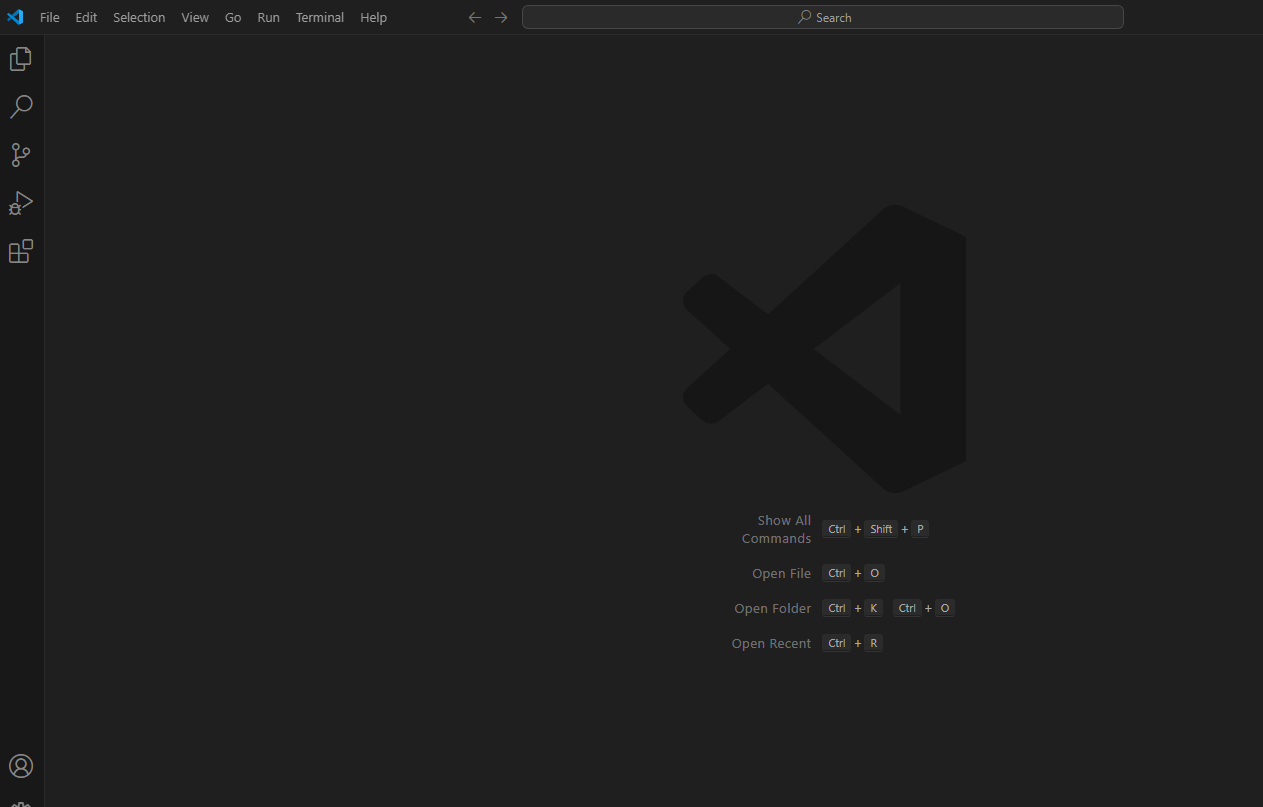 File Edit Selection View Go Run Terminal Help
Search
Show All
Commands
Ctrl + Shift + P
Open File Ctrl + O
Open Folder Ctrl + K Ctrl + O
Open Recent Ctrl + R